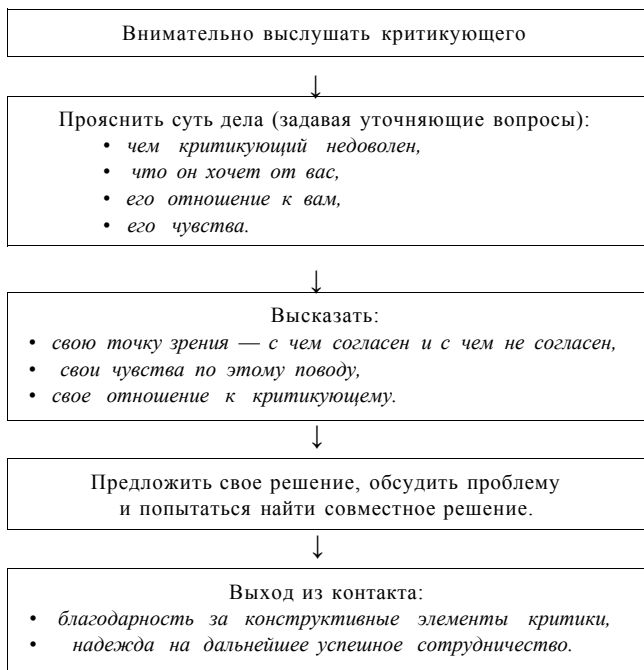 Внимательно выслушать критикующего
↓
Прояснить суть дела (задавая уточняющие вопросы):
• чем критикующий недоволен,
• что он хочет от вас,
• его отношение к вам,
• его чувства.
↓
Высказать:
• свою точку зрения — с чем согласен и с чем не согласен,
• свои чувства по этому поводу,
• свое отношение к критикующему.
↓
Предложить свое решение, обсудить проблему
и попытаться найти совместное решение.
↓
Выход из контакта:
• благодарность за конструктивные элементы критики,
• надежда на дальнейшее успешное сотрудничество.